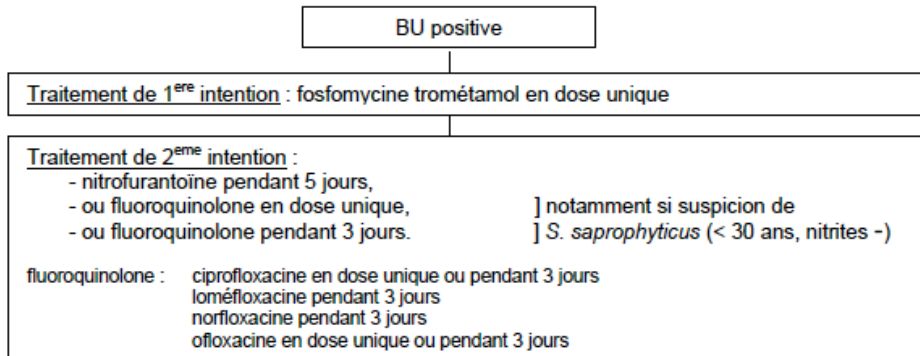 BU positive
Traitement de 1ere intention : fosfomycine trométamol en dose unique
Traitement de 2eme intention :
- nitrofurantoïne pendant 5 jours,
- ou fluoroquinolone en dose unique, ] notamment si suspicion de
- ou fluoroquinolone pendant 3 jours. ] S. saprophyticus (< 30 ans, nitrites -)
fluoroquinolone : ciprofloxacine en dose unique ou pendant 3 jours
loméfloxacine pendant 3 jours
norfloxacine pendant 3 jours
ofloxacine en dose unique ou pendant 3 jours